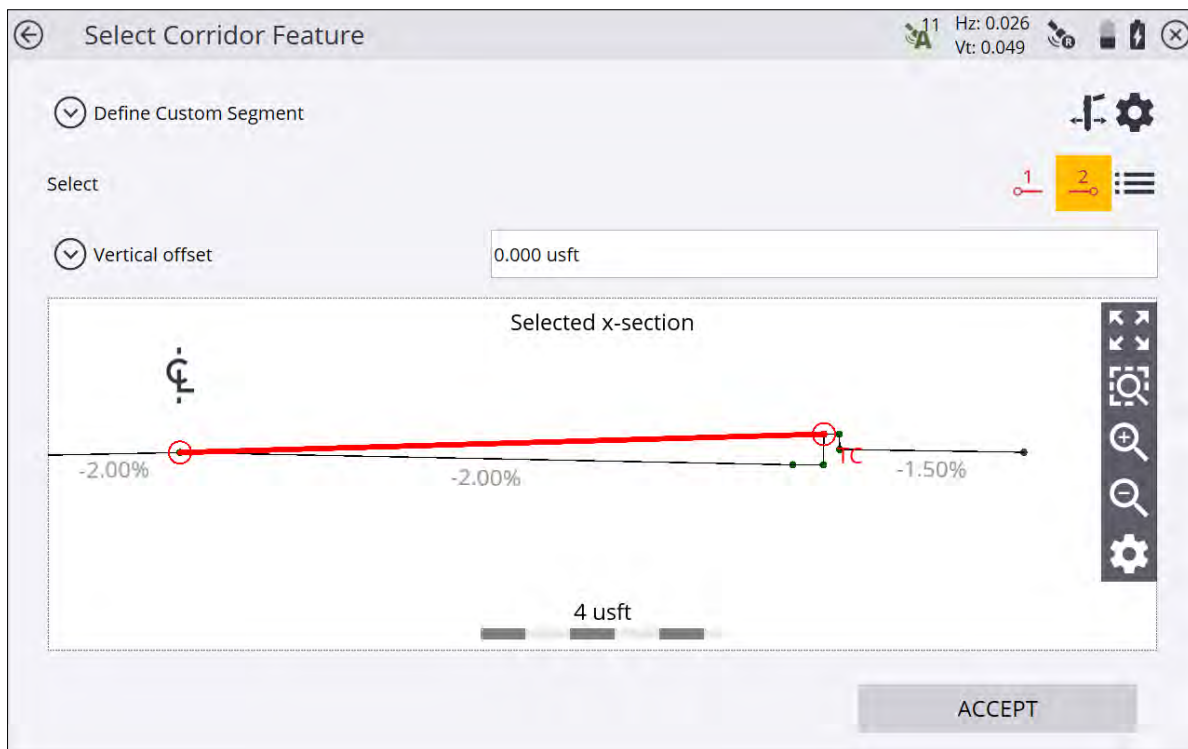 Select Corridor Feature
11
A
Hz: 0.026
Vt: 0.049
R
Define Custom Segment
Select
1
2
Vertical offset
0.000 usft
Selected x-section
℄
-2.00%
-2.00%
TC
-1.50%
4 usft
ACCEPT